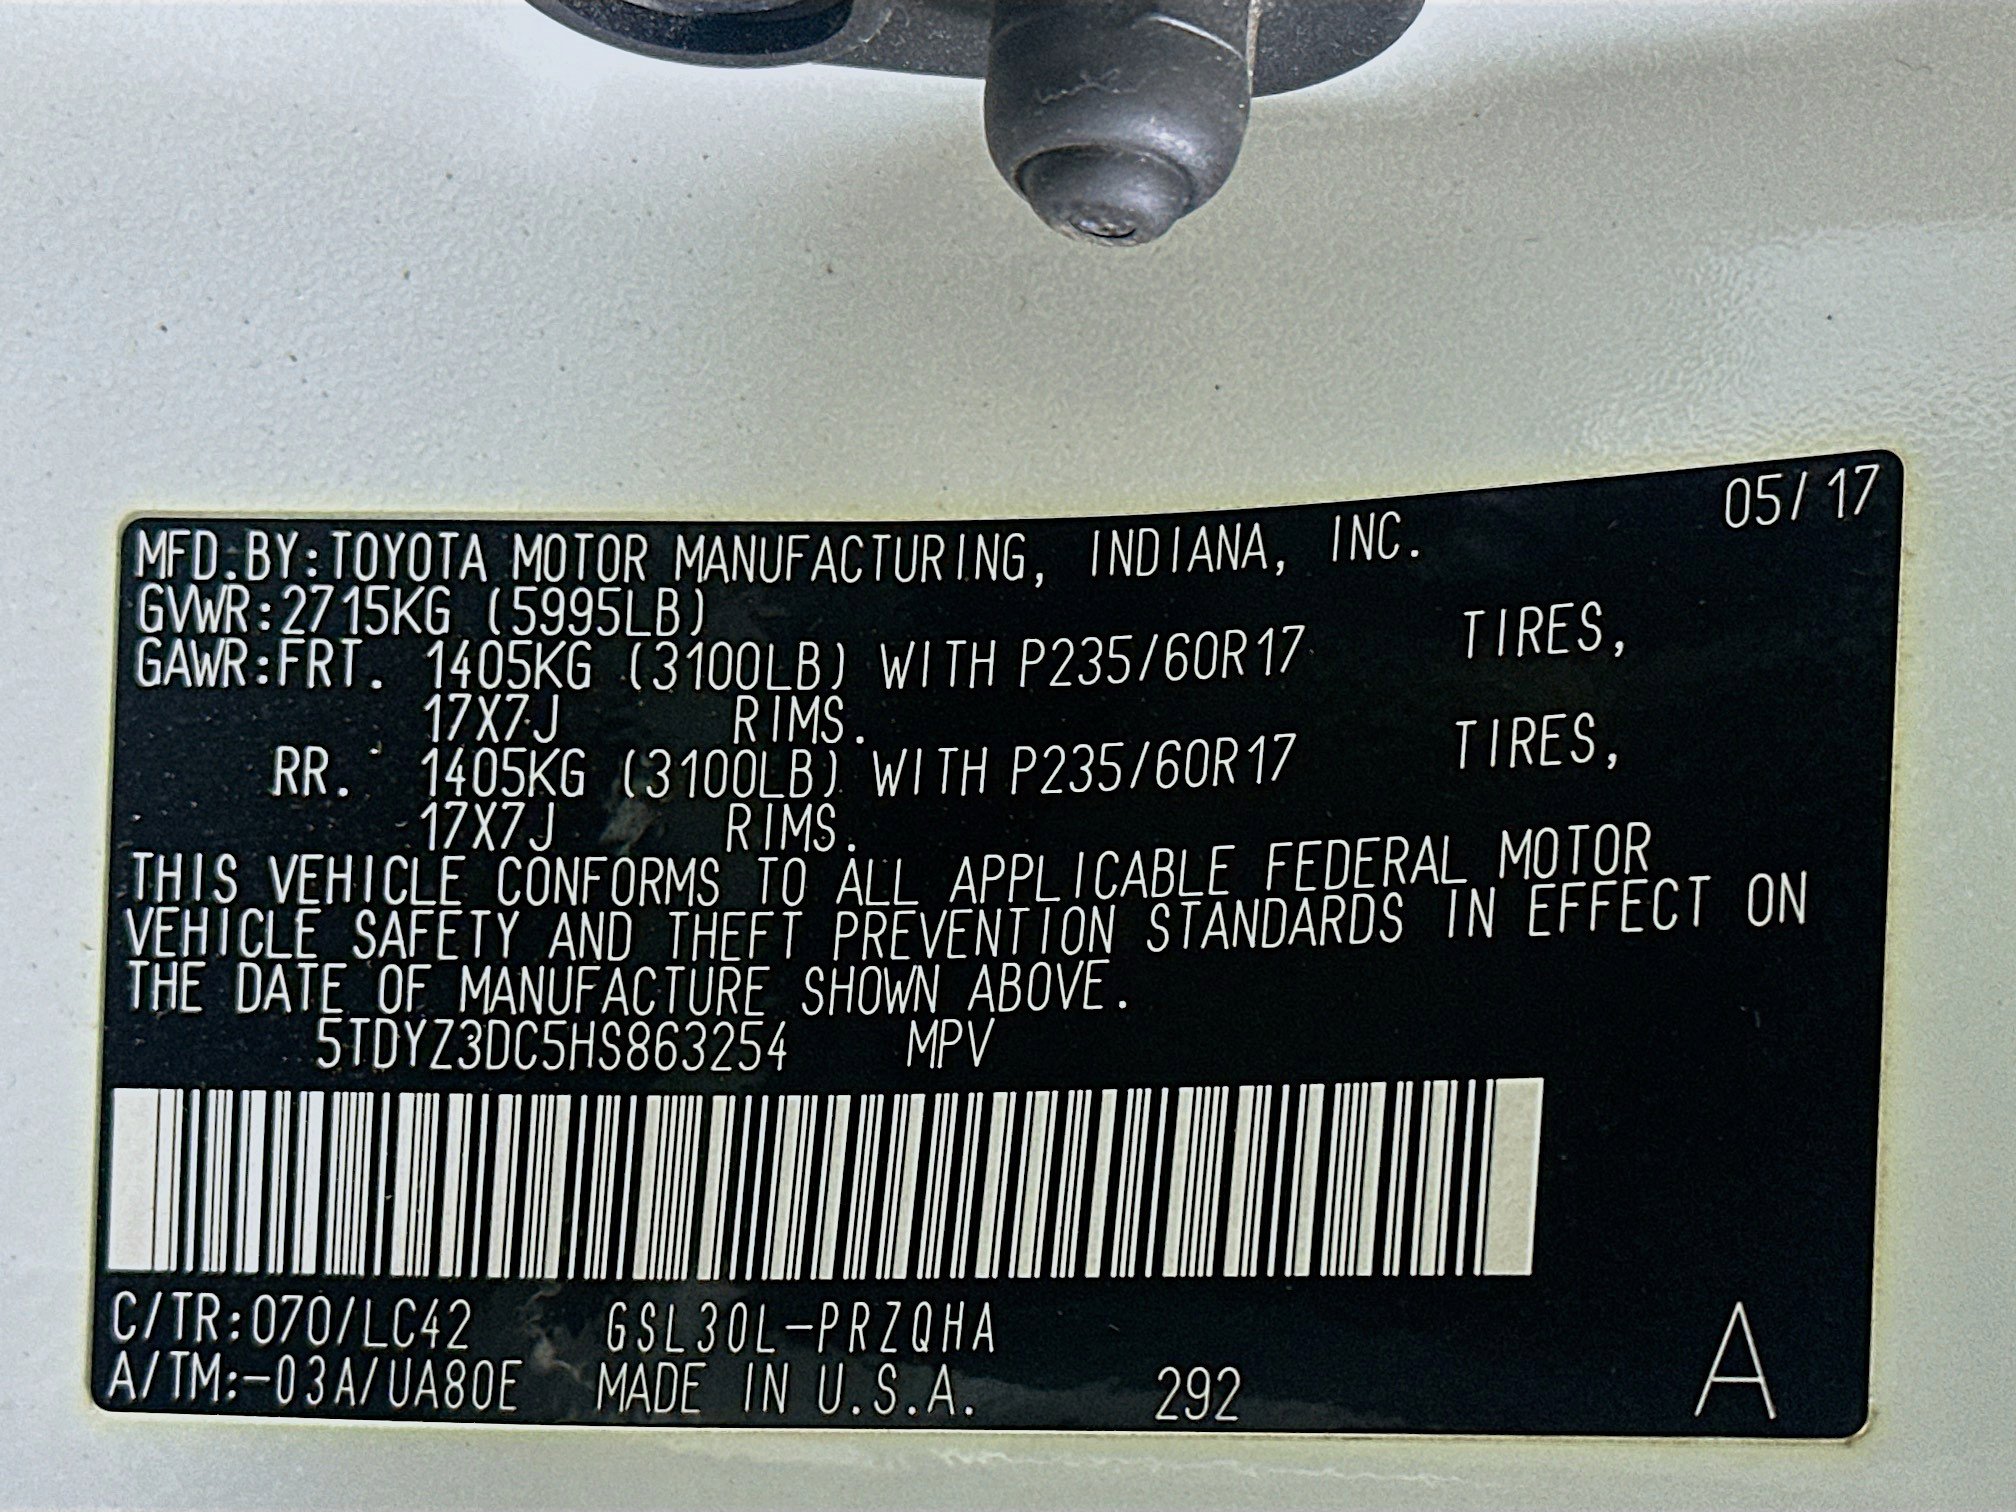 05/17
MFD.BY:TOYOTA MOTOR MANUFACTURING, INDIANA, INC.
GVWR:2715KG (5995LB)
GAWR:FRT. 1405KG (3100LB) WITH P235/60R17 TIRES,
17X7J RIMS.
RR. 1405KG (3100LB) WITH P235/60R17 TIRES,
17X7J RIMS.
THIS VEHICLE CONFORMS TO ALL APPLICABLE FEDERAL MOTOR
VEHICLE SAFETY AND THEFT PREVENTION STANDARDS IN EFFECT ON
THE DATE OF MANUFACTURE SHOWN ABOVE.
5TDYZ3DC5HS863254 MPV
C/TR:070/LC42 GSL30L-PRZQHA
A/TM:-03A/UA80E MADE IN U.S.A. 292 A